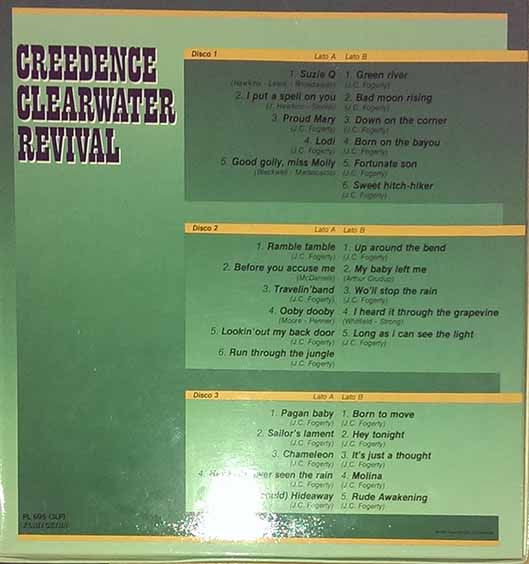 CREEDENCE
CLEARWATER
REVIVAL
Disco 1 Lato A Lato B
1. Suzie Q
(Hawkins - Lewis - Broadwater)
2. I put a spell on you
(J. Hawkins - Slotkin)
3. Proud Mary
(J.C. Fogerty)
4. Lodi
(J.C. Fogerty)
5. Good golly, miss Molly
(Blackwell - Marascalco)
1. Green river
(J.C. Fogerty)
2. Bad moon rising
(J.C. Fogerty)
3. Down on the corner
(J.C. Fogerty)
4. Born on the bayou
(J.C. Fogerty)
5. Fortunate son
(J.C. Fogerty)
6. Sweet hitch-hiker
(J.C. Fogerty)
Disco 2 Lato A Lato B
1. Ramble tamble
(J.C. Fogerty)
2. Before you accuse me
(McDaniels)
3. Travelin'band
(J.C. Fogerty)
4. Ooby dooby
(Moore - Penner)
5. Lookin'out my back door
(J.C. Fogerty)
6. Run through the jungle
(J.C. Fogerty)
1. Up around the bend
(J.C. Fogerty)
2. My baby left me
(Arthur Crudup)
3. Wo'll stop the rain
(J.C. Fogerty)
4. I heard it through the grapevine
(Whitfield - Strong)
5. Long as i can see the light
(J.C. Fogerty)
Disco 3 Lato A Lato B
1. Pagan baby
(J.C. Fogerty)
2. Sailor's lament
(J.C. Fogerty)
3. Chameleon
(J.C. Fogerty)
4. ever seen the rain
(J.C. Fogerty)
Hideaway
(J.C. Fogerty)
1. Born to move
(J.C. Fogerty)
2. Hey tonight
(J.C. Fogerty)
3. It's just a thought
(J.C. Fogerty)
4. Molina
(J.C. Fogerty)
5. Rude Awakening
(J.C. Fogerty)
PL 695 (3LP)